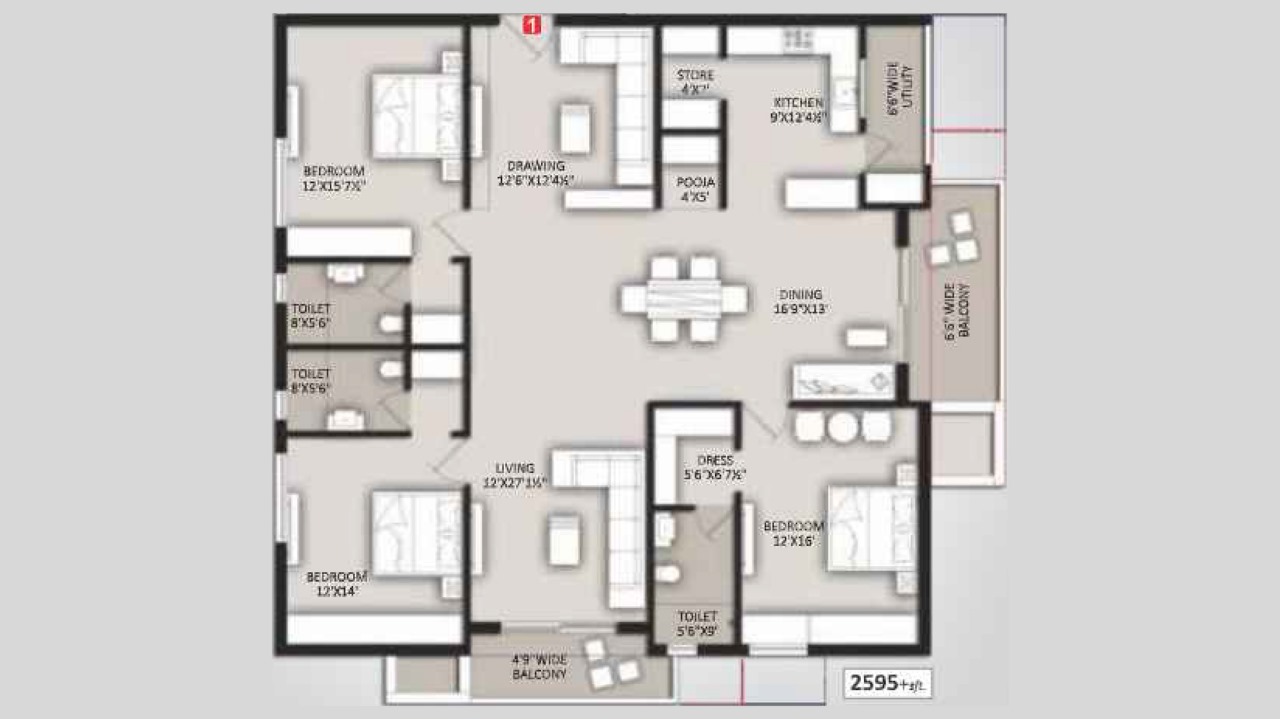 1
BEDROOM
12'X15'7½"
DRAWING
12'6"X12'4½"
STORE
4'X7'
KITCHEN
9'X12'4½"
6'6"WIDE
UTILITY
POOJA
4'X5'
TOILET
8'X5'6"
DINING
16'9"X13'
6'6" WIDE
BALCONY
TOILET
8'X5'6"
LIVING
12'X27'1½"
DRESS
5'6"X6'7½"
BEDROOM
12'X16'
BEDROOM
12'X14'
TOILET
5'6"X9'
4'9"WIDE
BALCONY
2595+s/t.